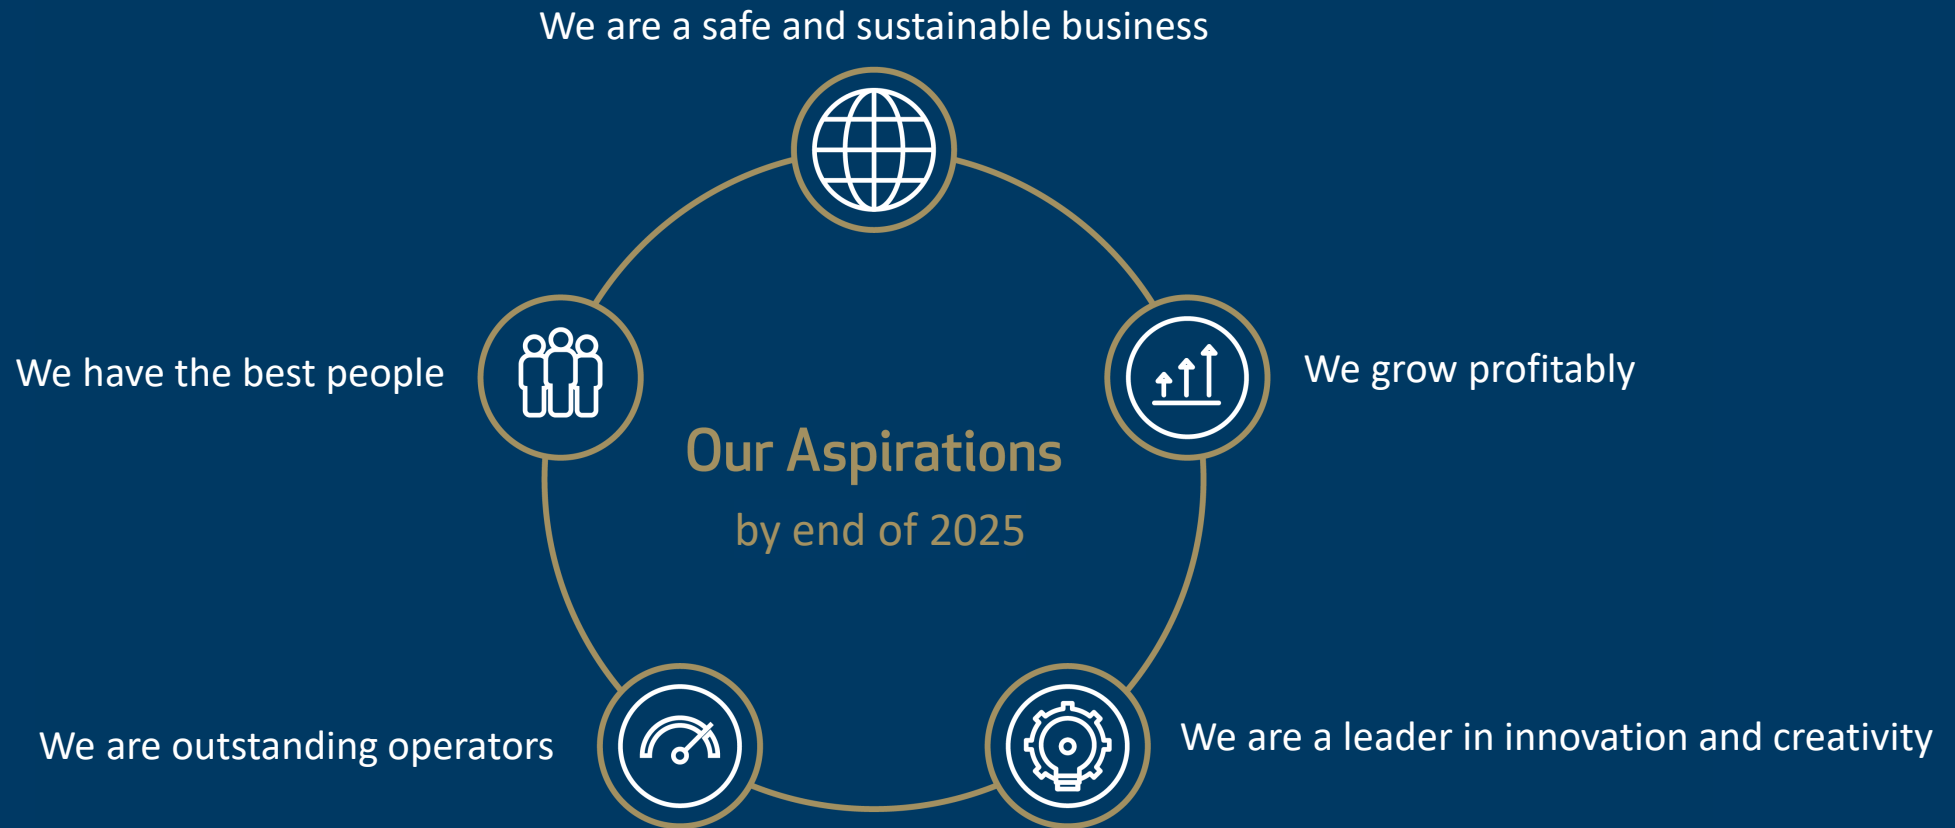 We are a safe and sustainable business
We have the best people
We grow profitably
Our Aspirations
by end of 2025
We are outstanding operators
We are a leader in innovation and creativity